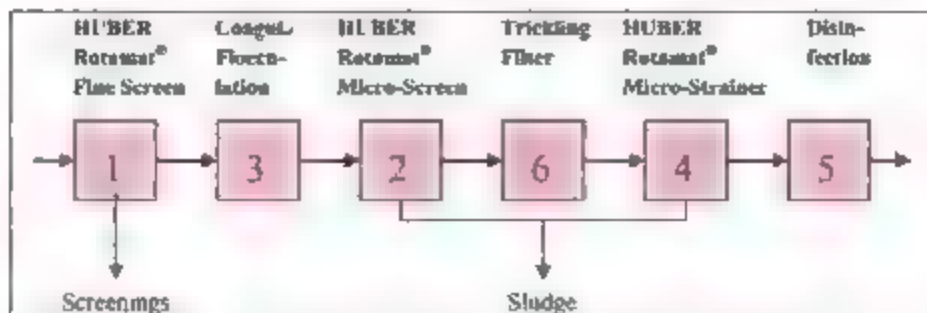 HUBER
Rotamat®
Fine Screen
Coagu-
Floccu-
lation
HUBER
Rotamat®
Micro-Screen
Trickling
Filter
HUBER
Rotamat®
Micro-Strainer
Disin-
fection
1
3
2
6
4
5
Screenings
Sludge